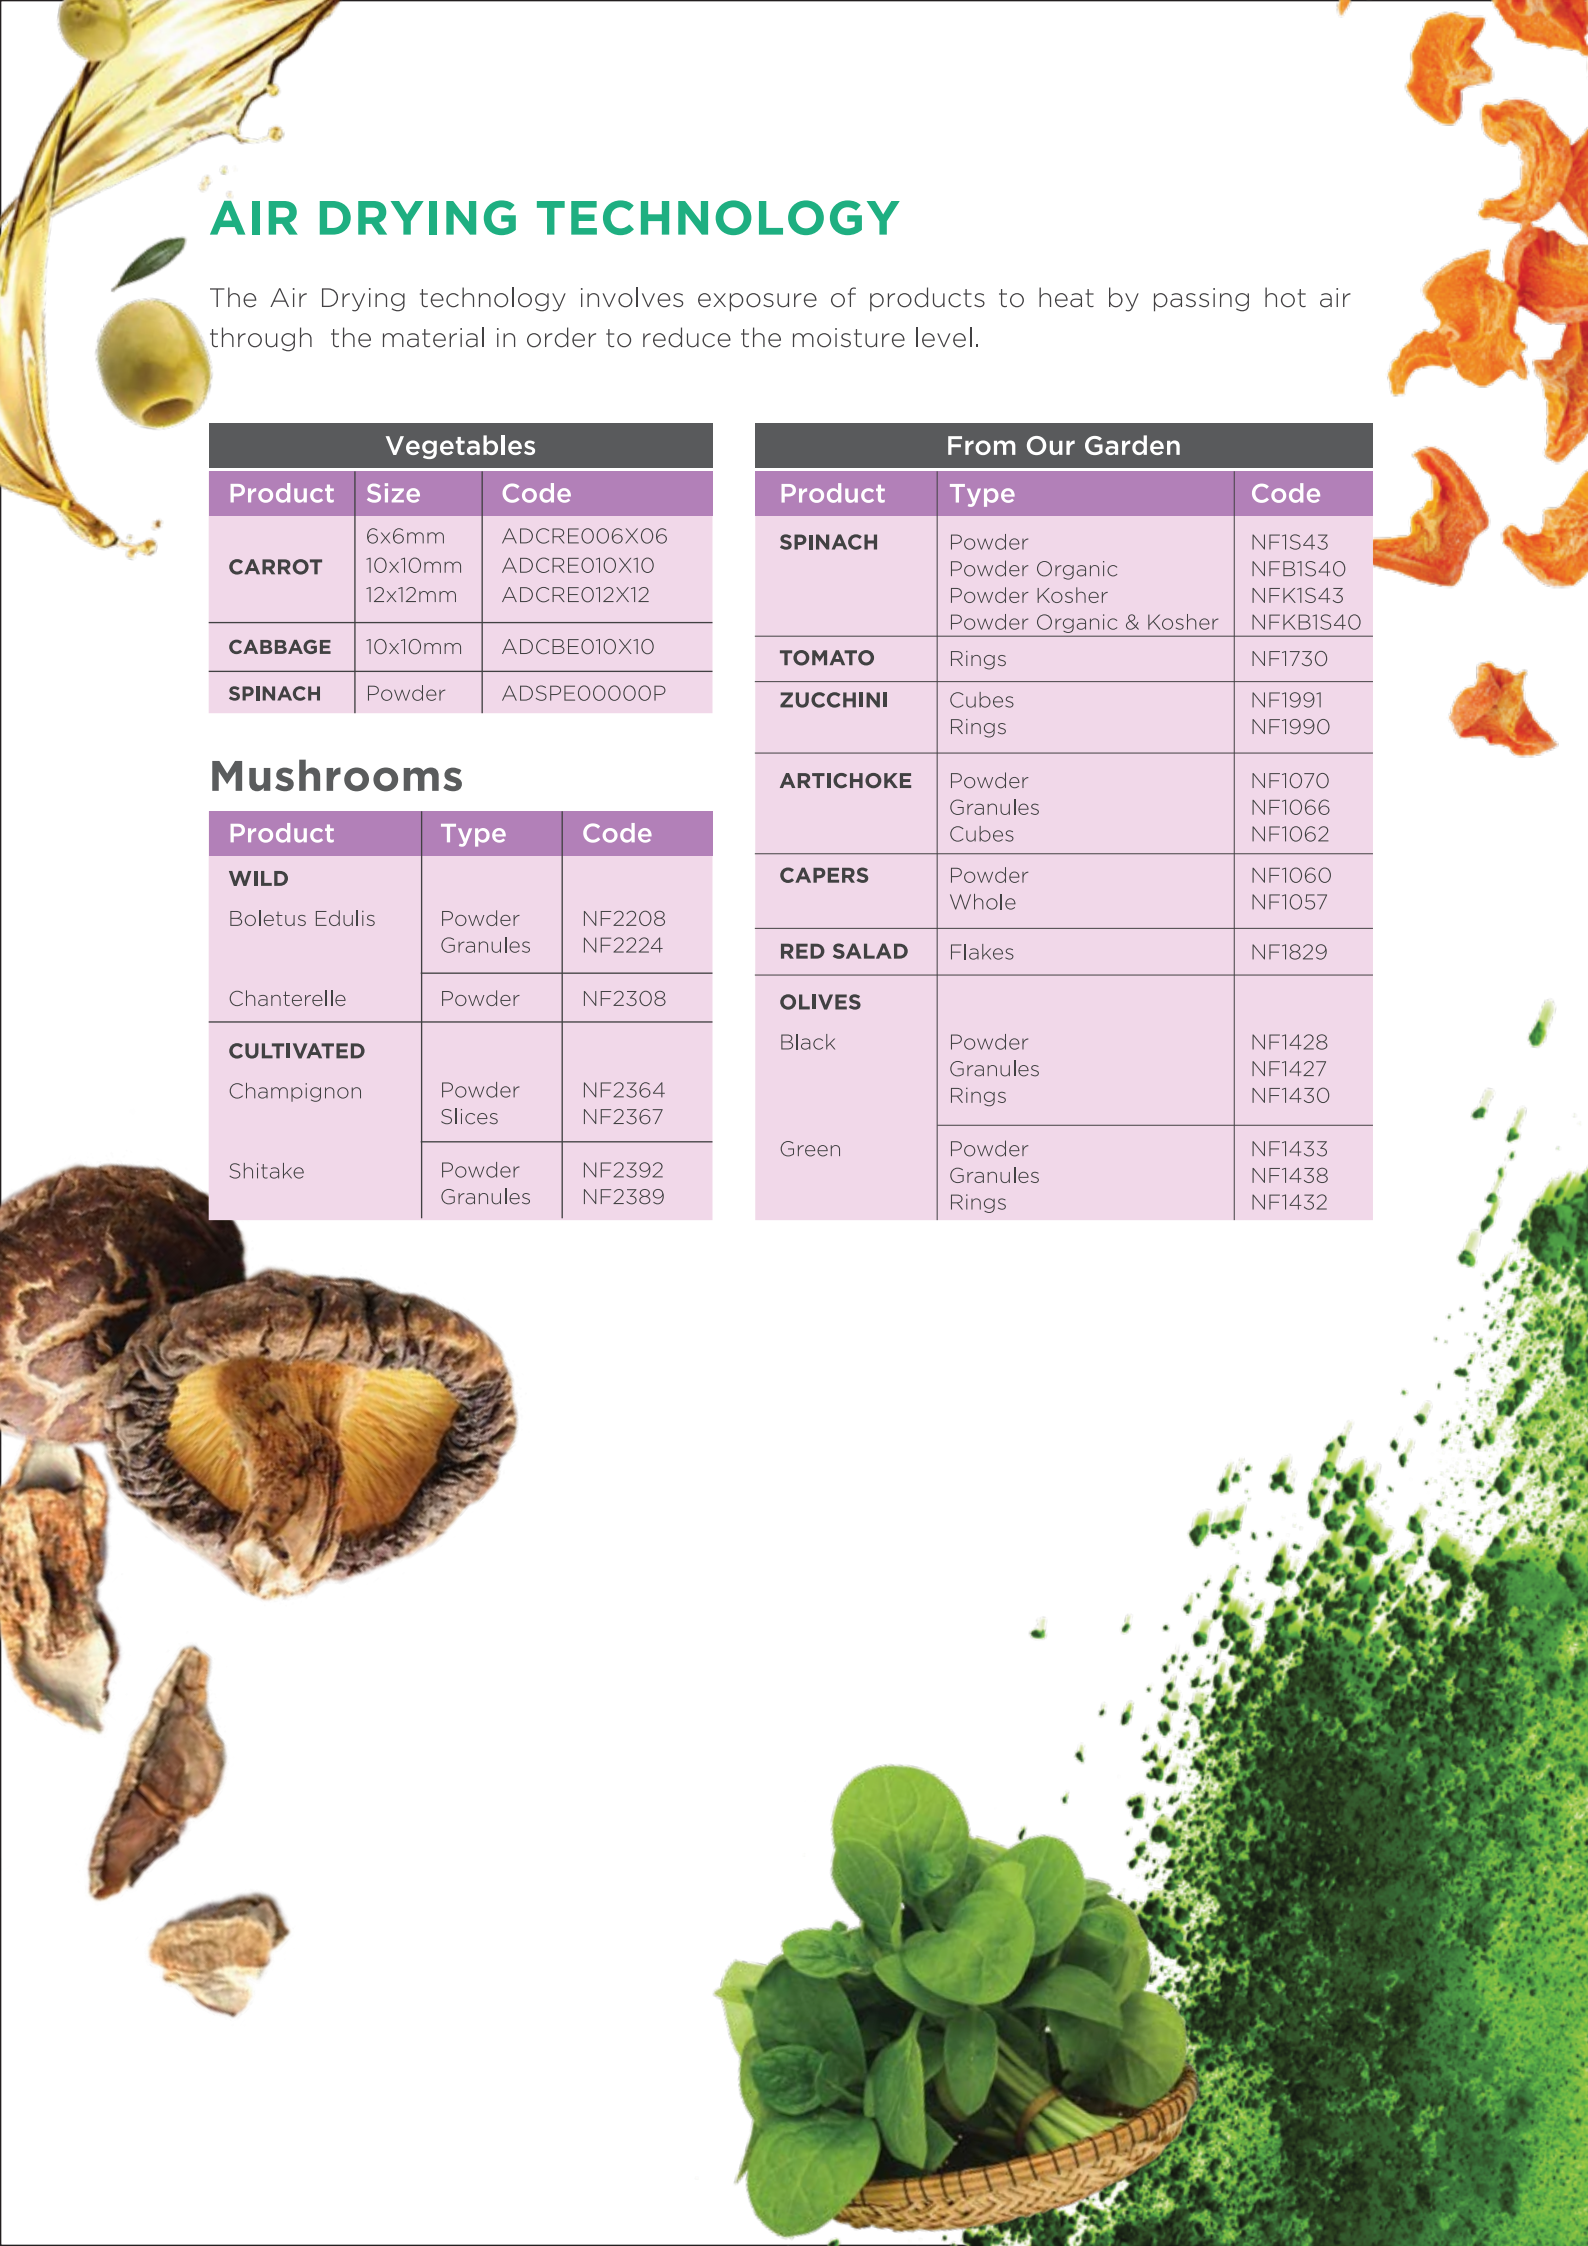 AIR DRYING TECHNOLOGY
The Air Drying technology involves exposure of products to heat by passing hot air
through the material in order to reduce the moisture level.
Vegetables
Product Size Code
CARROT
6x6mm ADCRE006X06
10x10mm ADCRE010X10
12x12mm ADCRE012X12
CABBAGE 10x10mm ADCBE010X10
SPINACH Powder ADSPE00000P
Mushrooms
Product Type Code
WILD
Boletus Edulis Powder NF2208
Granules NF2224
Chanterelle Powder NF2308
CULTIVATED
Champignon Powder NF2364
Slices NF2367
Shitake Powder NF2392
Granules NF2389
From Our Garden
Product Type Code
SPINACH Powder NF1S43
Powder Organic NFB1S40
Powder Kosher NFK1S43
Powder Organic & Kosher NFKB1S40
TOMATO Rings NF1730
ZUCCHINI Cubes NF1991
Rings NF1990
ARTICHOKE Powder NF1070
Granules NF1066
Cubes NF1062
CAPERS Powder NF1060
Whole NF1057
RED SALAD Flakes NF1829
OLIVES
Black Powder NF1428
Granules NF1427
Rings NF1430
Green Powder NF1433
Granules NF1438
Rings NF1432